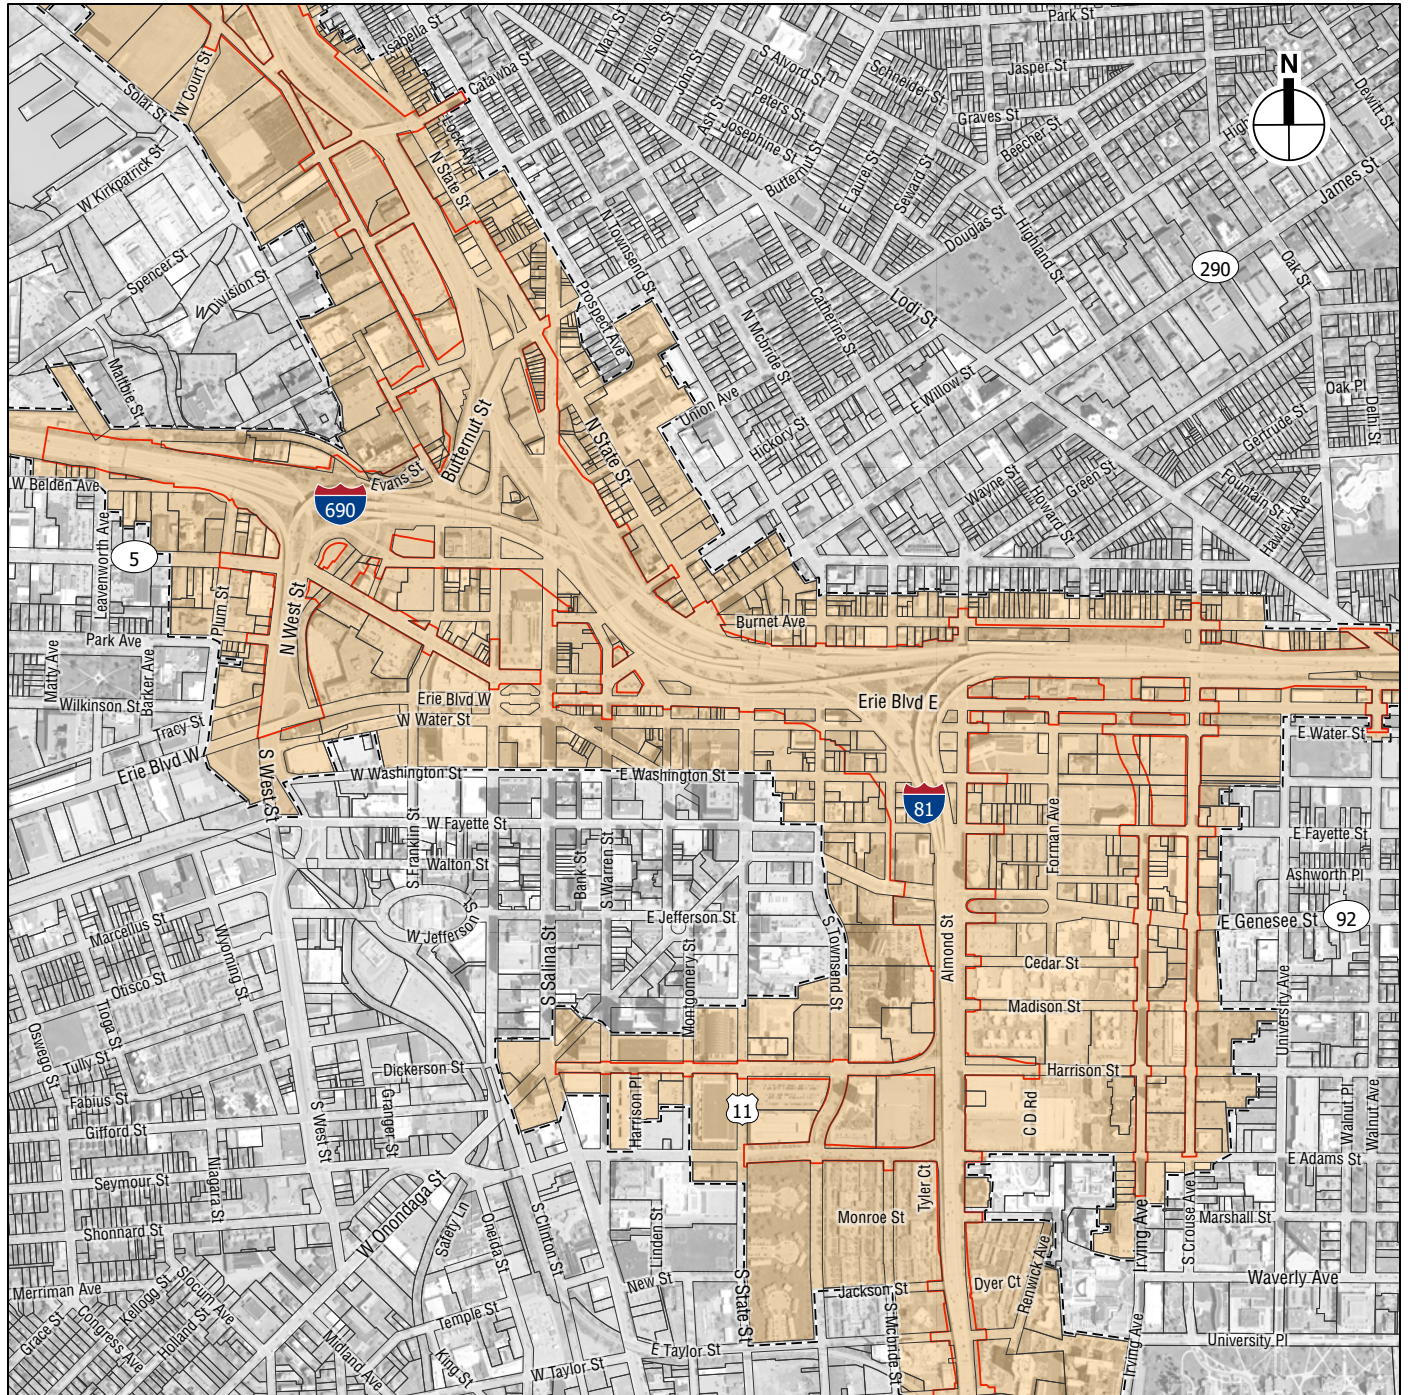 Park St
Isabella St
Mary St
E Division St
John St
S Alvord St
Schneider St
Jasper St
Dewitt St
N
W Court St
Solar St
Catawba St
Lock Aly
Ash St
Peters St
Josephine St
Graves St
Beecher St
High
James St
W Kirkpatrick St
N State St
Butternut St
E Laurel St
Seward St
Douglas St
Highland St
Oak St
290
Spencer St
W Division St
N Townsend St
Prospect Ave
N Mcbride St
Catherine St
Lodi St
E Willow St
Maltbie St
Union Ave
Hickory St
Oak Pl
Delhi St
Gertrude St
Butternut St
N State St
Evans St
690
W Belden Ave
Leavenworth Ave
5
Wayne St
Howard St
Green St
Fountain St
Hawley Ave
Plum St
N West St
Burnet Ave
Park Ave
Matty Ave
Barker Ave
Wilkinson St
Tracy St
Erie Blvd W
Erie Blvd W
W Water St
Erie Blvd E
E Water St
S West St
W Washington St
E Washington St
81
Forman Ave
W Fayette St
S Franklin St
Walton St
Bank St
S Warren St
E Fayette St
Ashworth Pl
Marcellus St
Wyoming St
W Jefferson St
E Jefferson St
S Townsend St
E Genesee St
92
Otisco St
S Salina St
Montgomery St
Almond St
Cedar St
Madison St
University Ave
Oswego St
Tioga St
Tully St
Fabius St
Gifford St
Dickerson St
Granger St
S West St
Harrison Pl
11
Harrison St
C D Rd
Walnut Pl
Walnut Ave
E Adams St
Seymour St
Niagara St
Shonnard St
W Onondaga St
Safety Ln
Oneida St
S Clinton St
Linden St
Monroe St
Tyler Ct
Irving Ave
S Crouse Ave
Marshall St
Merriman Ave
Slocum Ave
Kellogg St
Congress Ave
Holland St
Grace St
New St
S State St
Jackson St
Dyer Ct
Renwick Ave
Waverly Ave
Temple St
Midland Ave
King St
W Taylor St
E Taylor St
S Mcbride St
Irving Ave
University Pl